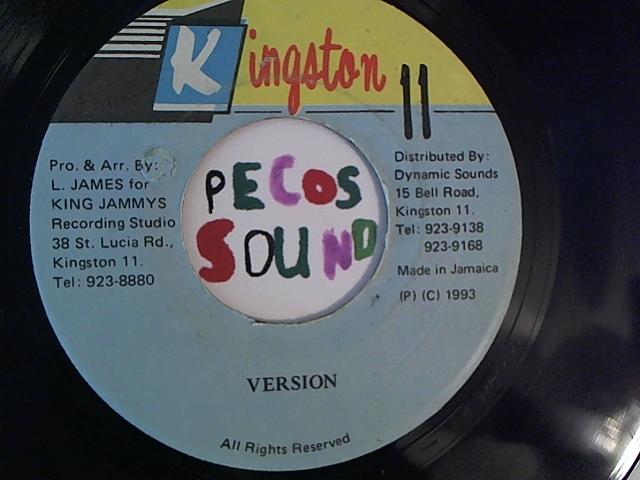 Kingston 11
Pro. & Arr. By:
L. JAMES for
KING JAMMYS
Recording Studio
38 St. Lucia Rd.,
Kingston 11.
Tel: 923-8880
PECOS
SOUND
Distributed By:
Dynamic Sounds
15 Bell Road,
Kingston 11.
Tel: 923-9138
923-9168
Made in Jamaica
(P) (C) 1993
VERSION
All Rights Reserved